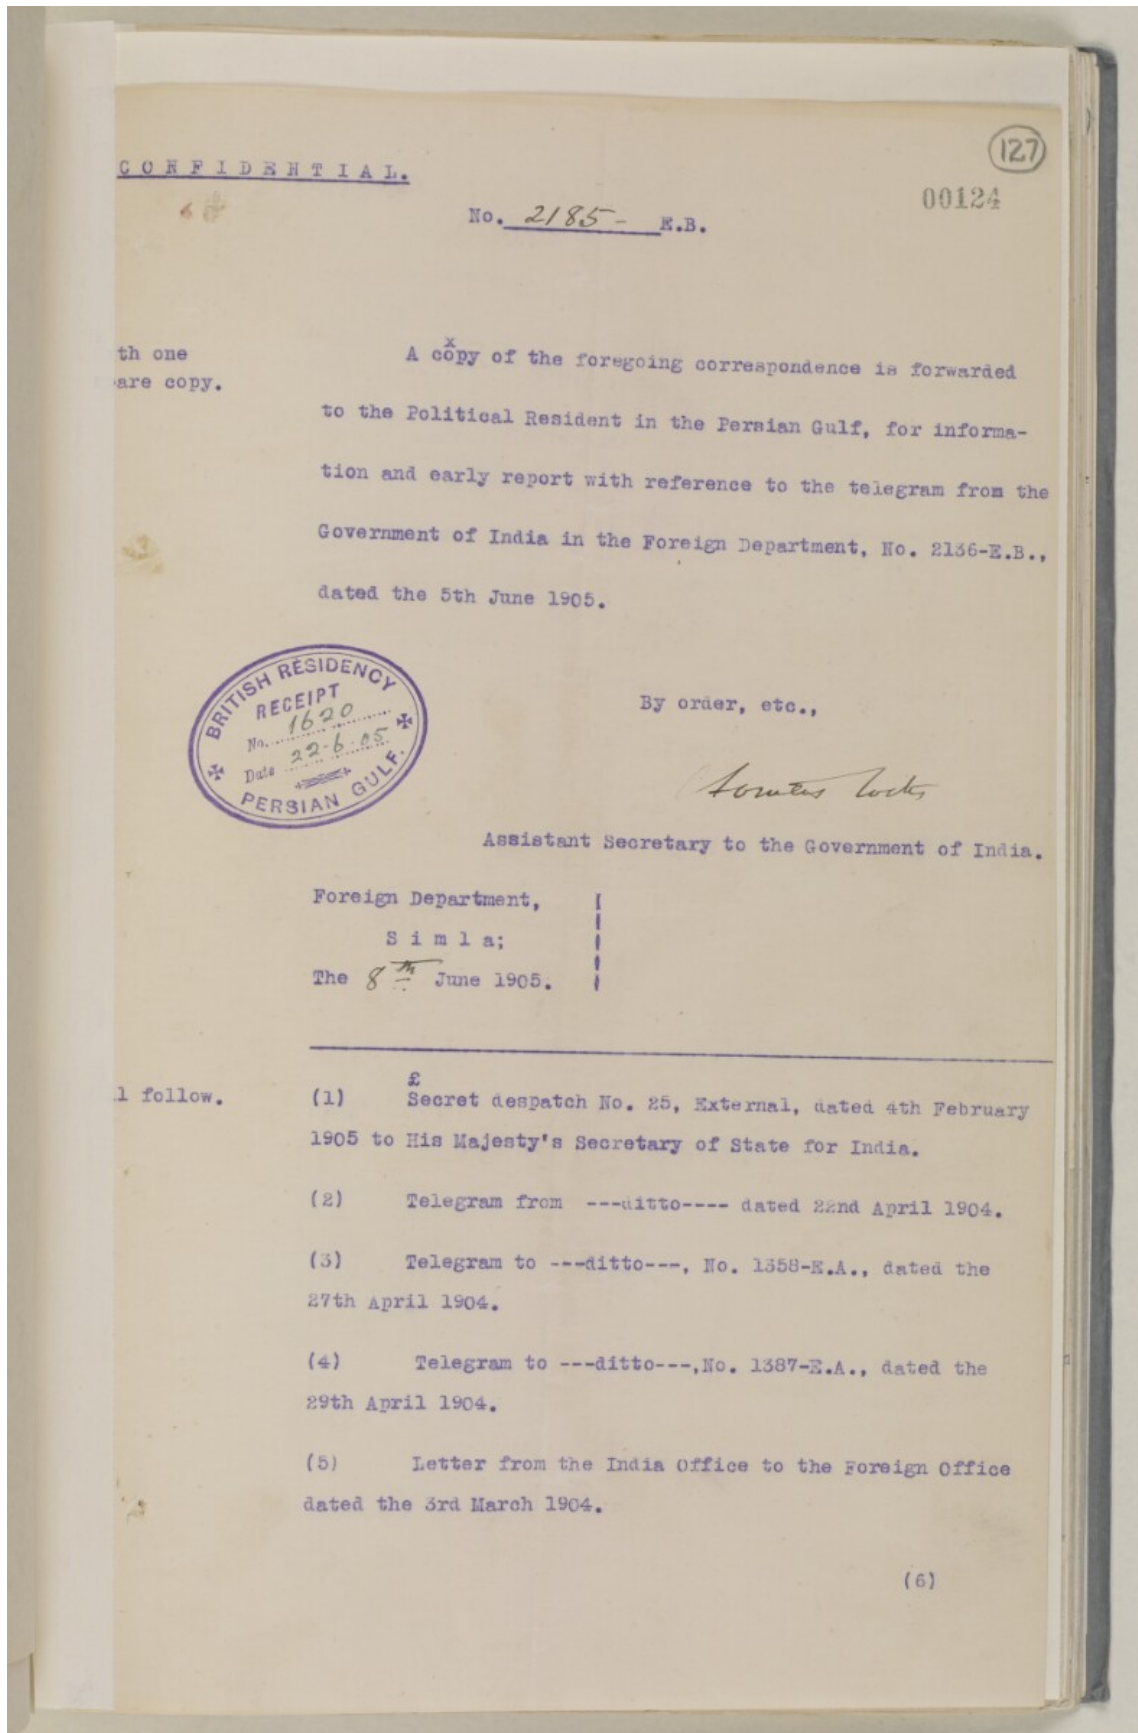 CONFIDENTIAL.
127
00124
No. 2185- E.B.
th one
are copy.
x
A copy of the foregoing correspondence is forwarded
to the Political Resident in the Persian Gulf, for informa-
tion and early report with reference to the telegram from the
Government of India in the Foreign Department, No. 2136-E.B.,
dated the 5th June 1905.
BRITISH RESIDENCY
RECEIPT
No. 1620
Date 22-6-05
PERSIAN GULF.
By order, etc.,
Assistant Secretary to the Government of India.
Foreign Department,
Simla;
The 8th June 1905.
l follow.
£
(1) Secret despatch No. 25, External, dated 4th February
1905 to His Majesty's Secretary of State for India.
(2) Telegram from ---ditto---- dated 22nd April 1904.
(3) Telegram to ---ditto---, No. 1358-E.A., dated the
27th April 1904.
(4) Telegram to ---ditto---,No. 1387-E.A., dated the
29th April 1904.
(5) Letter from the India Office to the Foreign Office
dated the 3rd March 1904.
(6)